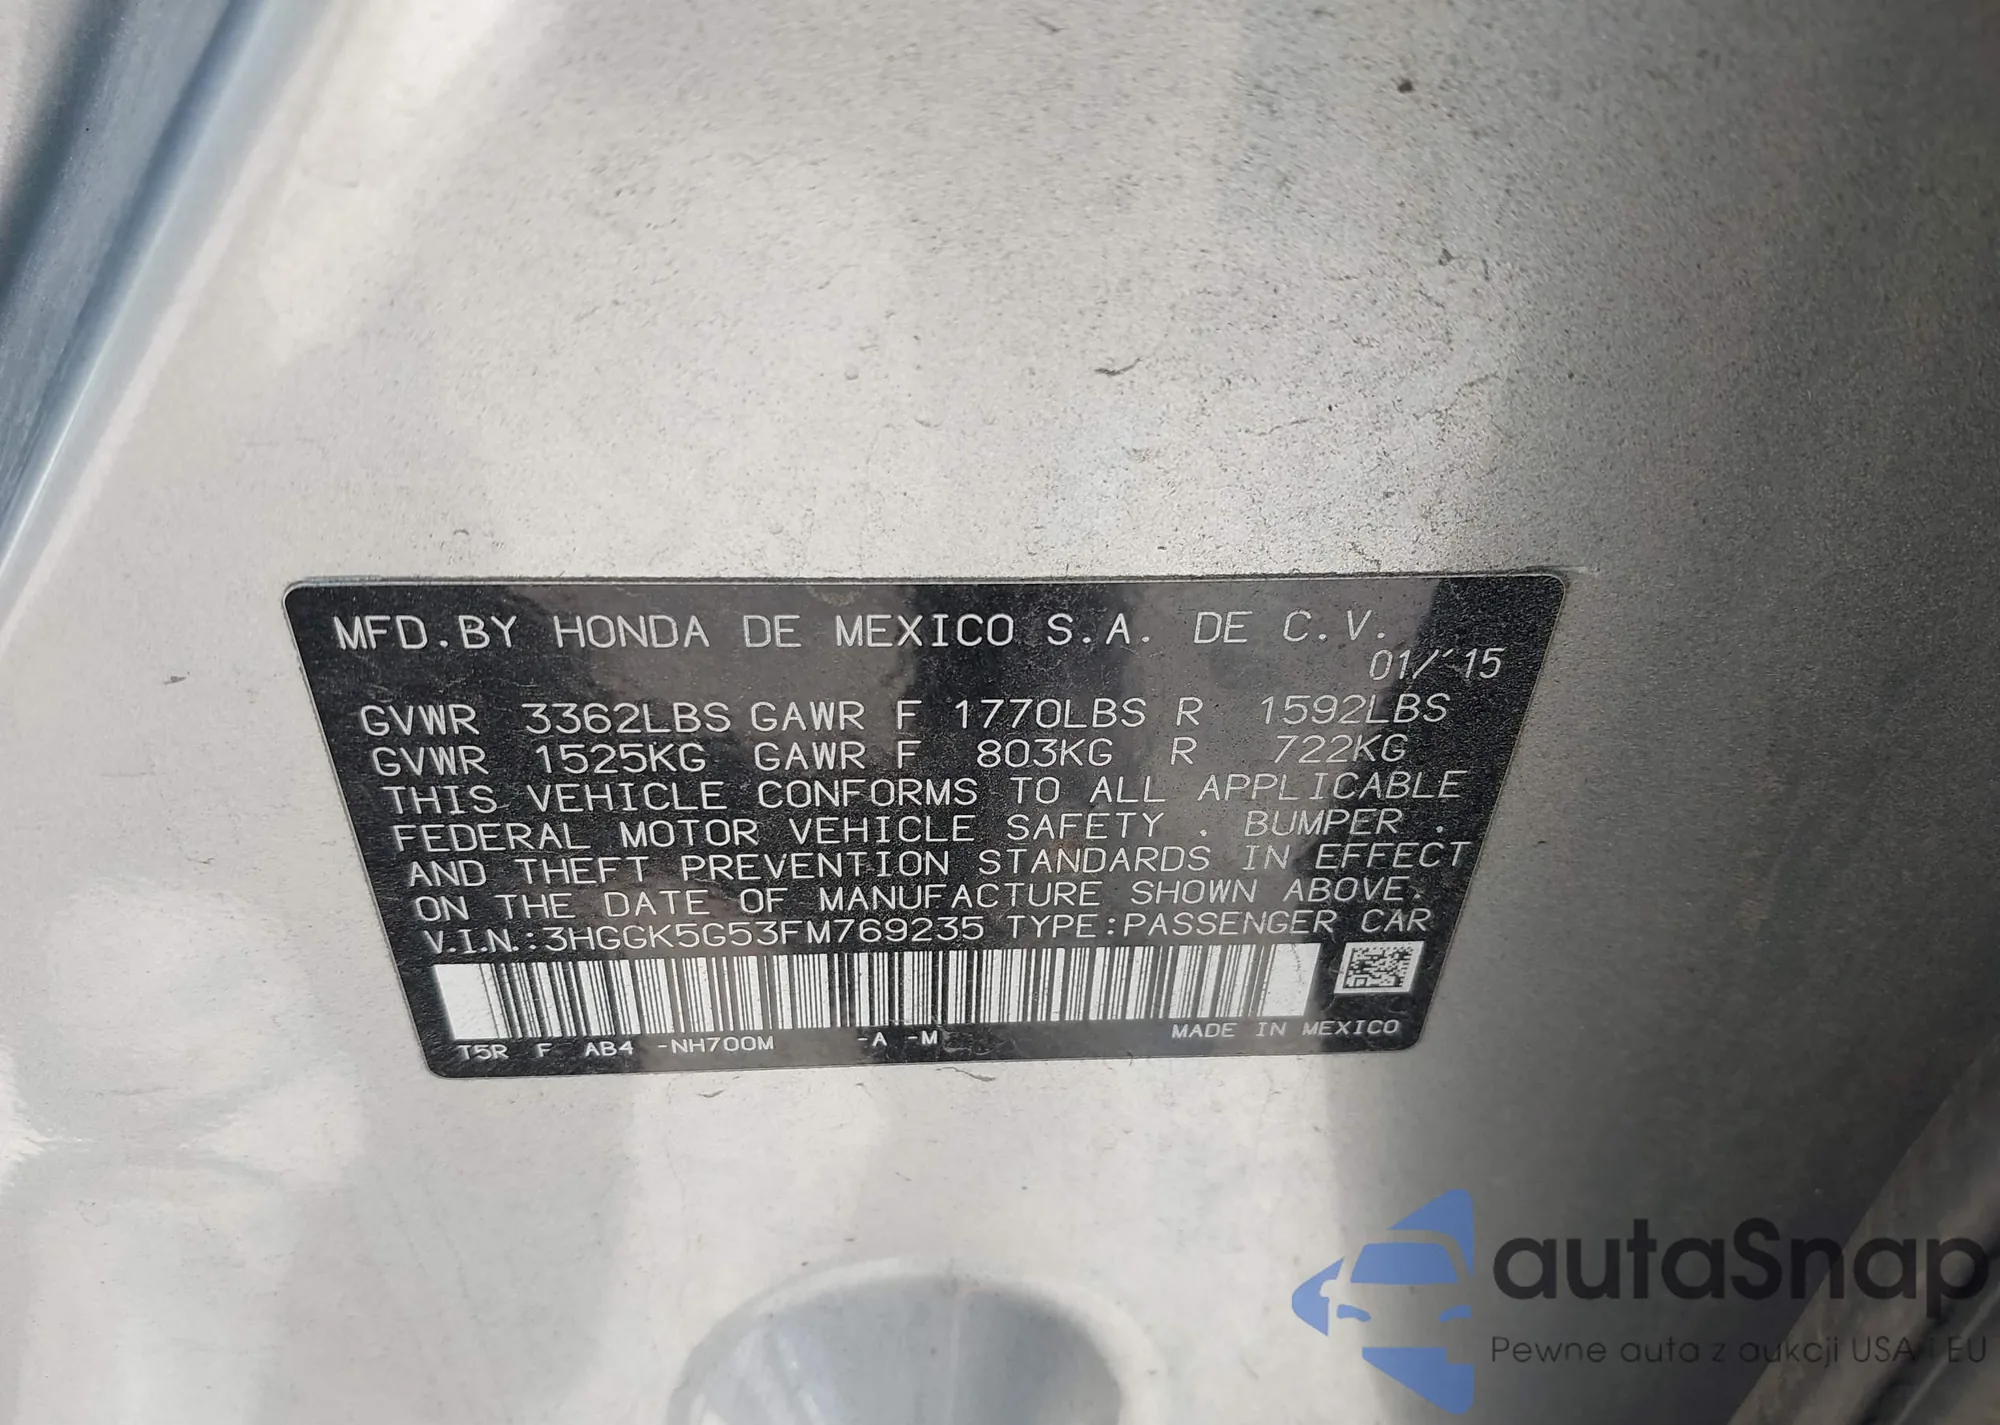 MFD.BY HONDA DE MEXICO S.A. DE C.V.
01/´15
GVWR 3362LBS GAWR F 1770LBS R 1592LBS
GVWR 1525KG GAWR F 803KG R 722KG
THIS VEHICLE CONFORMS TO ALL APPLICABLE
FEDERAL MOTOR VEHICLE SAFETY . BUMPER .
AND THEFT PREVENTION STANDARDS IN EFFECT
ON THE DATE OF MANUFACTURE SHOWN ABOVE.
V.I.N.:3HGGK5G53FM769235 TYPE:PASSENGER CAR
T5R F AB4 -NH700M -A -M MADE IN MEXICO
autaSnap
Pewne auta z aukcji USA i EU